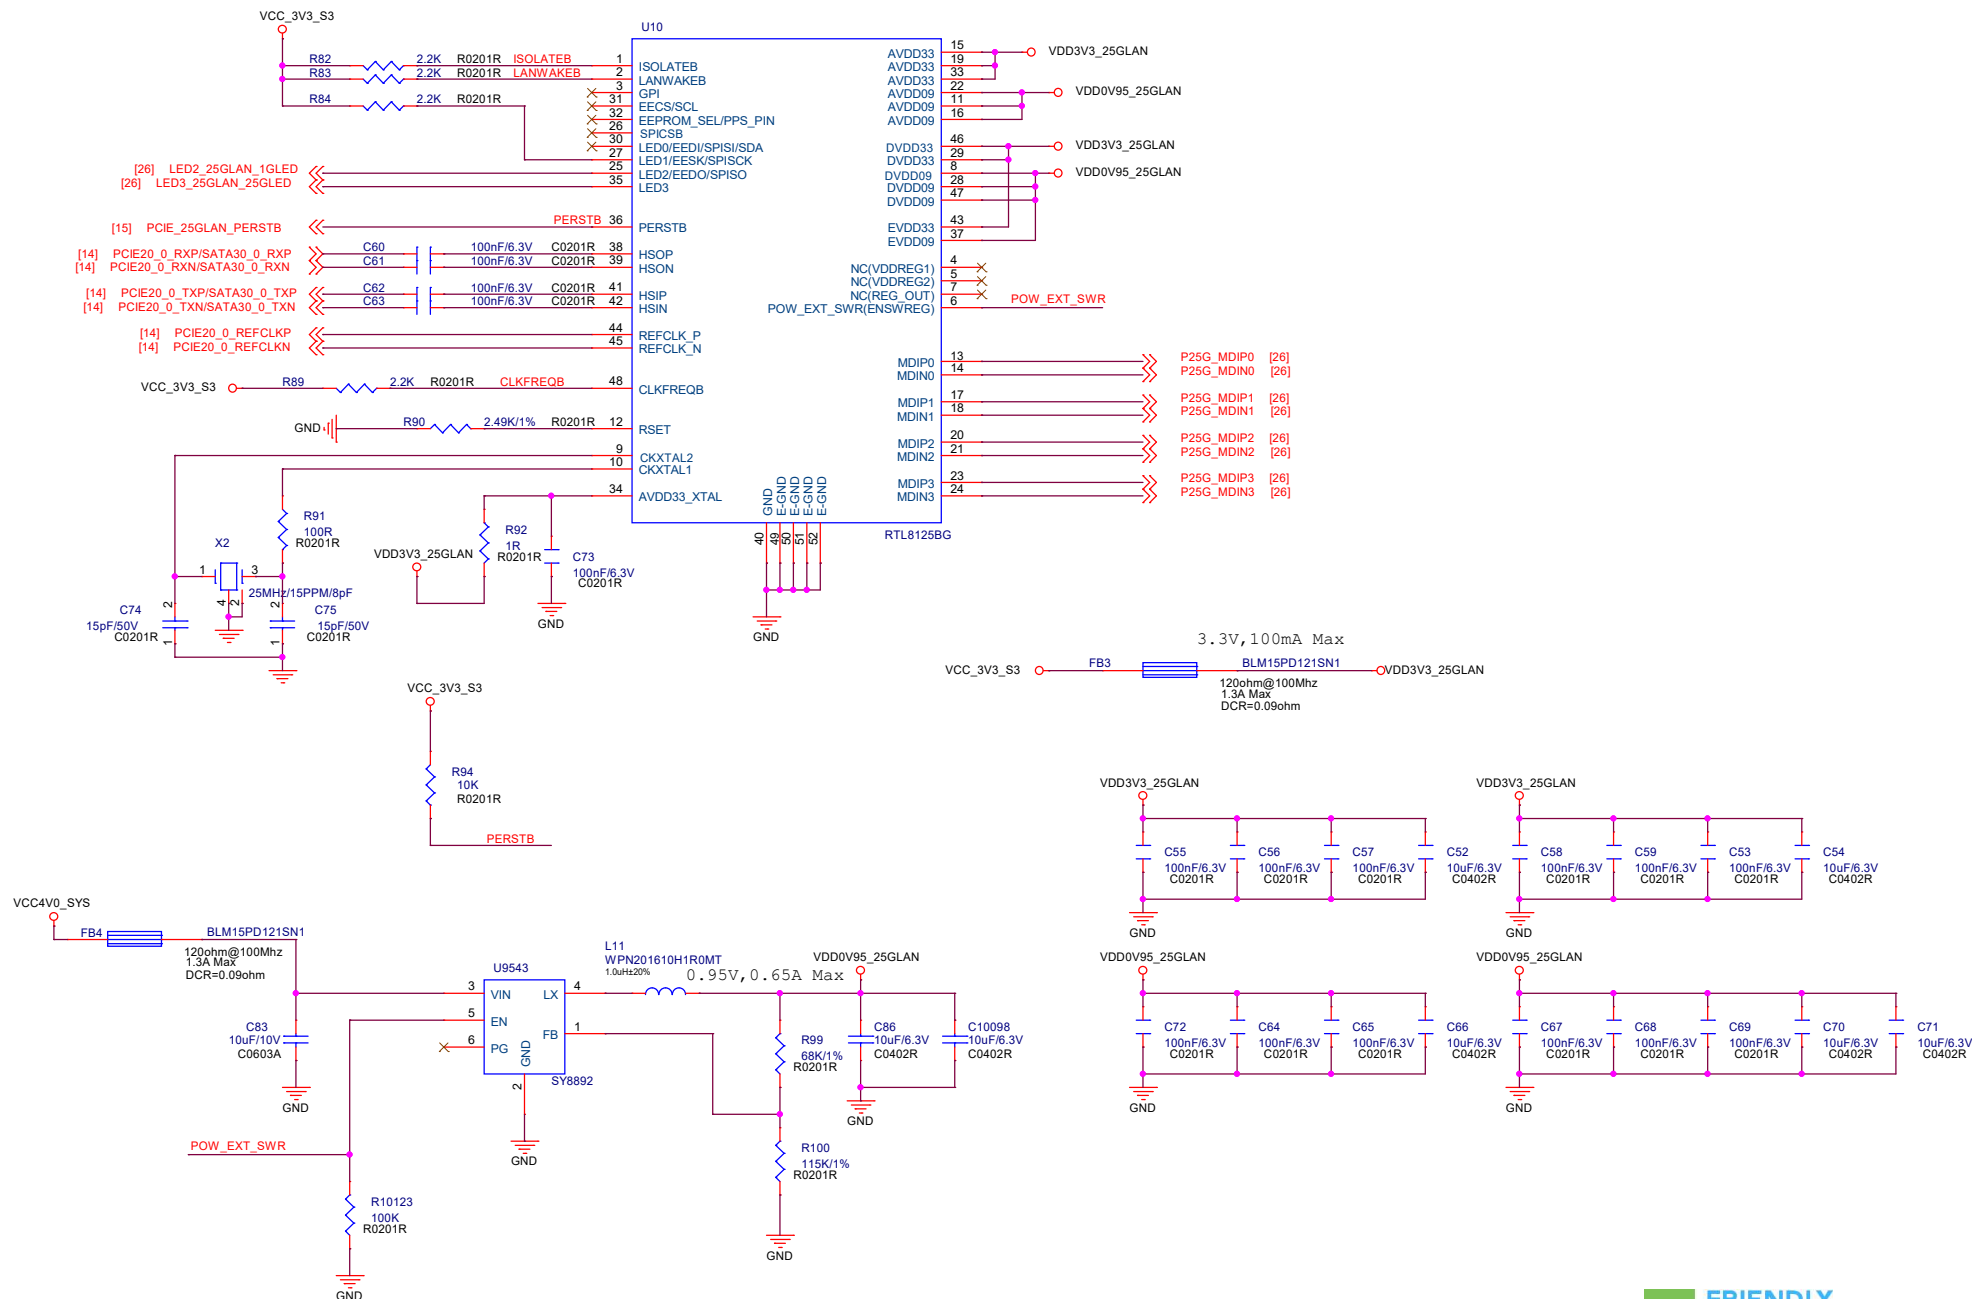 VCC_3V3_S3
U10
R82 2.2K R0201R ISOLATEB 1 ISOLATEB
R83 2.2K R0201R LANWAKEB 2 LANWAKEB
3 GPI
R84 2.2K R0201R 31 EECS/SCL
32 EEPROM_SEL/PPS_PIN
26 SPICSB
30 LED0/EEDI/SPISI/SDA
27 LED1/EESK/SPISCK
[26] LED2_25GLAN_1GLED 25 LED2/EEDO/SPISO
[26] LED3_25GLAN_25GLED 35 LED3
[15] PCIE_25GLAN_PERSTB PERSTB 36 PERSTB
[14] PCIE20_0_RXP/SATA30_0_RXP C60 100nF/6.3V C0201R 38 HSOP
[14] PCIE20_0_RXN/SATA30_0_RXN C61 100nF/6.3V C0201R 39 HSON
[14] PCIE20_0_TXP/SATA30_0_TXP C62 100nF/6.3V C0201R 41 HSIP
[14] PCIE20_0_TXN/SATA30_0_TXN C63 100nF/6.3V C0201R 42 HSIN
[14] PCIE20_0_REFCLKP 44 REFCLK_P
[14] PCIE20_0_REFCLKN 45 REFCLK_N
VCC_3V3_S3 R89 2.2K R0201R CLKFREQB 48 CLKFREQB
GND R90 2.49K/1% R0201R 12 RSET
9 CKXTAL2
10 CKXTAL1
34 AVDD33_XTAL
AVDD33 15 VDD3V3_25GLAN
AVDD33 19
AVDD33 33
AVDD09 22 VDD0V95_25GLAN
AVDD09 11
AVDD09 16
DVDD33 46 VDD3V3_25GLAN
DVDD33 29
DVDD09 8 VDD0V95_25GLAN
DVDD09 28
DVDD09 47
EVDD33 43
EVDD09 37
NC(VDDREG1) 4
NC(VDDREG2) 5
NC(REG_OUT) 7
POW_EXT_SWR(ENSWREG) 6 POW_EXT_SWR
MDIP0 13 P25G_MDIP0 [26]
MDIN0 14 P25G_MDIN0 [26]
MDIP1 17 P25G_MDIP1 [26]
MDIN1 18 P25G_MDIN1 [26]
MDIP2 20 P25G_MDIP2 [26]
MDIN2 21 P25G_MDIN2 [26]
MDIP3 23 P25G_MDIP3 [26]
MDIN3 24 P25G_MDIN3 [26]
GND E-GND E-GND E-GND E-GND
40 49 50 51 52
RTL8125BG
GND
R91
100R
R0201R
X2
1 3
4 2
25MHz/15PPM/8pF
C74
15pF/50V
C0201R
2
1
C75
15pF/50V
C0201R
2
1
VDD3V3_25GLAN
R92
1R
R0201R
C73
100nF/6.3V
C0201R
GND
3.3V,100mA Max
VCC_3V3_S3 FB3 BLM15PD121SN1 VDD3V3_25GLAN
120ohm@100Mhz
1.3A Max
DCR=0.09ohm
VCC_3V3_S3
R94
10K
R0201R
PERSTB
VDD3V3_25GLAN
C55
100nF/6.3V
C0201R
C56
100nF/6.3V
C0201R
C57
100nF/6.3V
C0201R
C52
10uF/6.3V
C0402R
GND
VDD3V3_25GLAN
C58
100nF/6.3V
C0201R
C59
100nF/6.3V
C0201R
C53
100nF/6.3V
C0201R
C54
10uF/6.3V
C0402R
GND
VCC4V0_SYS
FB4 BLM15PD121SN1
120ohm@100Mhz
1.3A Max
DCR=0.09ohm
C83
10uF/10V
C0603A
GND
U9543
3 VIN LX 4
5 EN
FB 1
6 PG
GND
2
SY8892
GND
L11
WPN201610H1R0MT
1.0uH±20%
0.95V,0.65A Max
VDD0V95_25GLAN
R99
68K/1%
R0201R
C86
10uF/6.3V
C0402R
C10098
10uF/6.3V
C0402R
GND
R100
115K/1%
R0201R
GND
POW_EXT_SWR
R10123
100K
R0201R
GND
VDD0V95_25GLAN
C72
100nF/6.3V
C0201R
C64
100nF/6.3V
C0201R
C65
100nF/6.3V
C0201R
C66
10uF/6.3V
C0402R
GND
VDD0V95_25GLAN
C67
100nF/6.3V
C0201R
C68
100nF/6.3V
C0201R
C69
100nF/6.3V
C0201R
C70
10uF/6.3V
C0402R
C71
10uF/6.3V
C0402R
GND
FRIENDLY